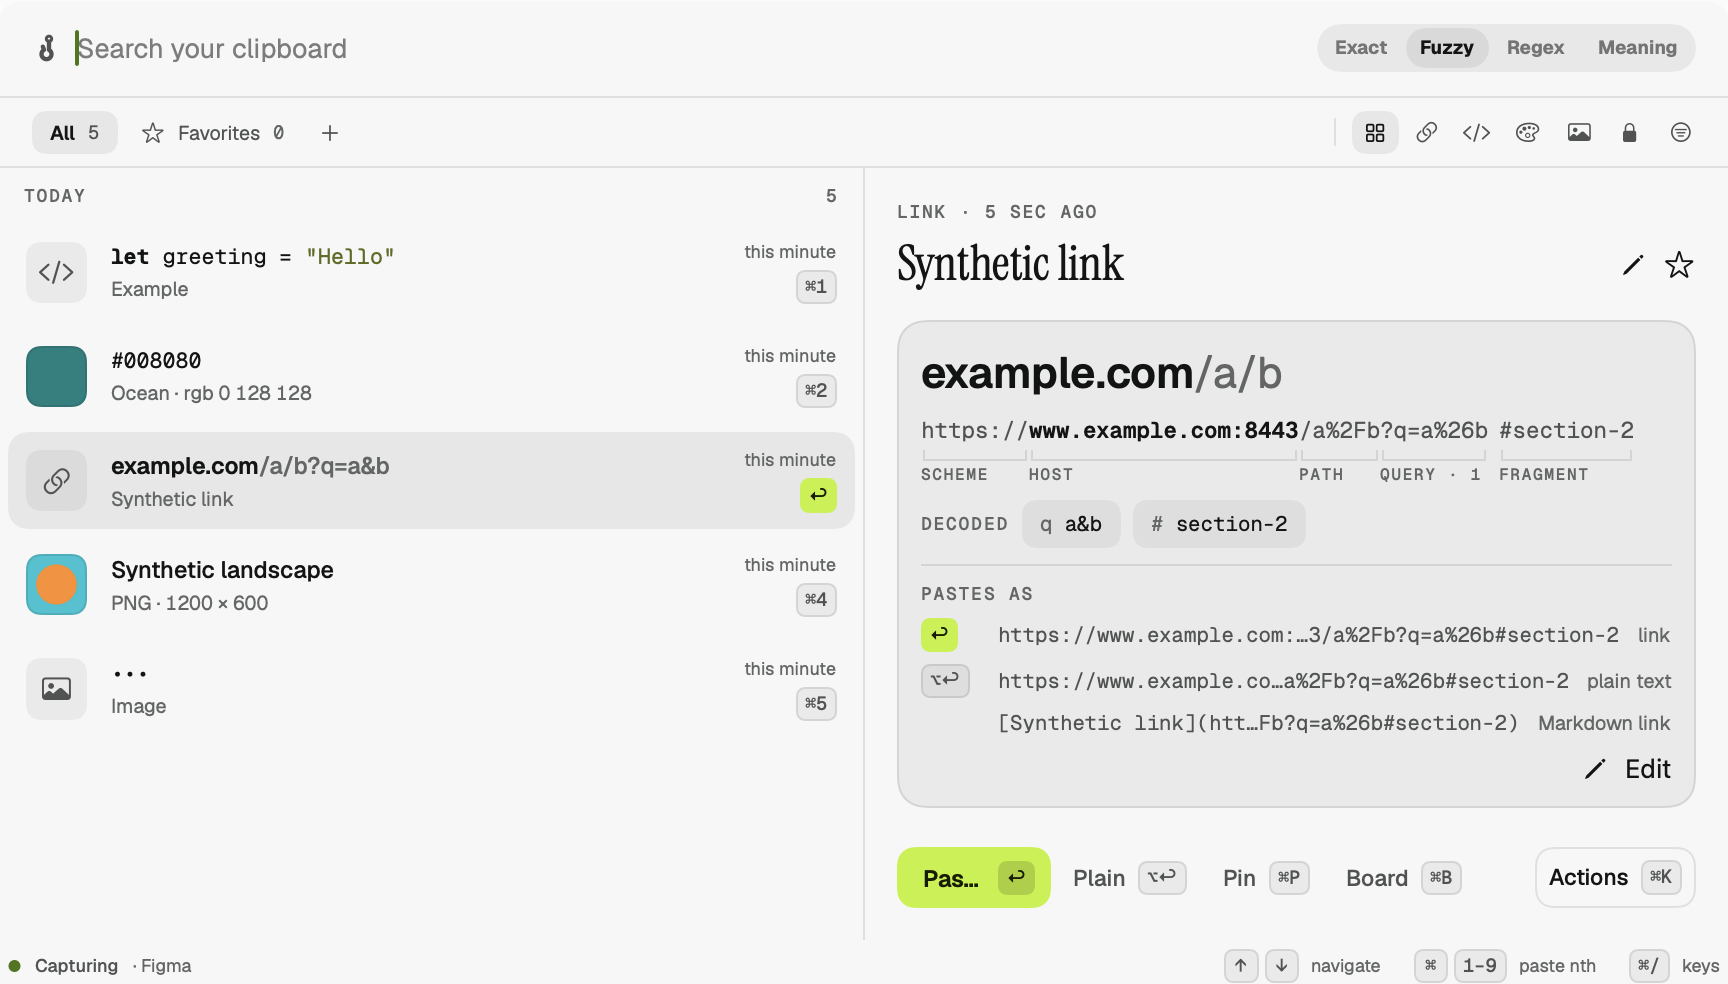 Search your clipboard
Exact Fuzzy Regex Meaning
All 5 Favorites 0 +
TODAY 5
let greeting = "Hello" this minute
Example ⌘1
#008080 this minute
Ocean · rgb 0 128 128 ⌘2
example.com/a/b?q=a&b this minute
Synthetic link ↩
Synthetic landscape this minute
PNG · 1200 × 600 ⌘4
... this minute
Image ⌘5
LINK · 5 SEC AGO
Synthetic link
example.com/a/b
https://www.example.com:8443/a%2Fb?q=a%26b #section-2
SCHEME HOST PATH QUERY · 1 FRAGMENT
DECODED q a&b # section-2
PASTES AS
↩ https://www.example.com:…3/a%2Fb?q=a%26b#section-2 link
⌥↩ https://www.example.co…a%2Fb?q=a%26b#section-2 plain text
[Synthetic link](htt…Fb?q=a%26b#section-2) Markdown link
Edit
Pas… ↩ Plain ⌥↩ Pin ⌘P Board ⌘B Actions ⌘K
Capturing · Figma
↑ ↓ navigate ⌘ 1-9 paste nth ⌘/ keys